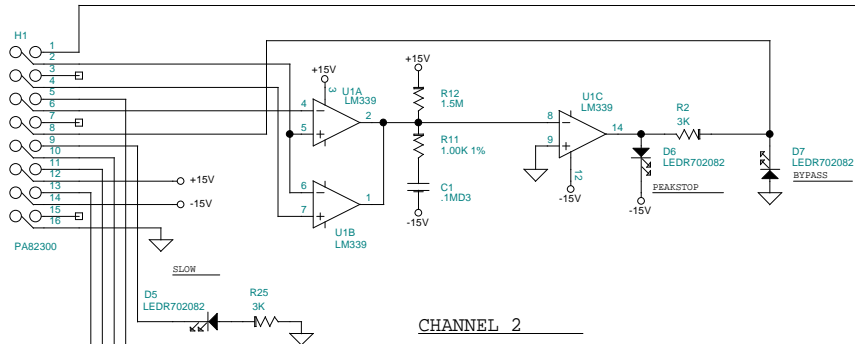 H1
1
2
3
4
5
6
7
8
9
10
11
12
13
14
15
16
PA82300
+15V
-15V
SLOW
D5
LEDR702082
R25
3K
+15V
3
U1A
LM339
4
5
2
6
7
1
U1B
LM339
+15V
R12
1.5M
R11
1.00K 1%
C1
.1MD3
-15V
U1C
LM339
8
9
14
12
-15V
R2
3K
D6
LEDR702082
PEAKSTOP
-15V
D7
LEDR702082
BYPASS
CHANNEL 2